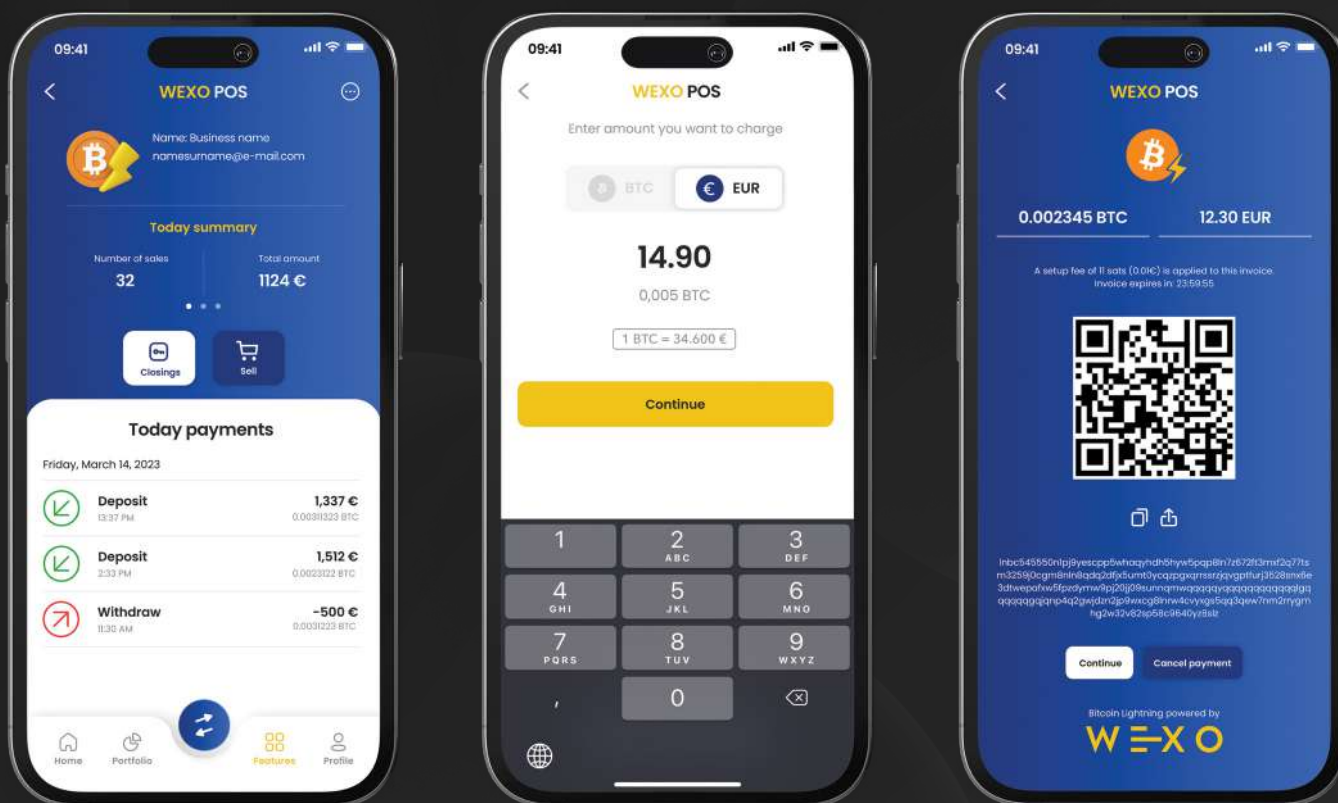 09:41
WEXO POS
Name: Business name
namesurname@e-mail.com
Today summary
Number of sales
32
Total amount
1124 €
Closings
Sell
Today payments
Friday, March 14, 2023
Deposit
1,337 €
13:37 PM
0.00311323 BTC
Deposit
1,512 €
2:33 PM
0.0023122 BTC
Withdraw
-500 €
11:30 AM
0.0031223 BTC
Home
Portfolio
Features
Profile
09:41
WEXO POS
Enter amount you want to charge
BTC
€ EUR
14.90
0,005 BTC
1 BTC = 34.600 €
Continue
1
2
ABC
3
DEF
4
GHI
5
JKL
6
MNO
7
PQRS
8
TUV
9
WXYZ
,
0
09:41
WEXO POS
0.002345 BTC
12.30 EUR
A setup fee of 11 sats (0.01€) is applied to this invoice.
Invoice expires in: 23:59:55
Continue
Cancel payment
Bitcoin Lightning powered by
WEXO